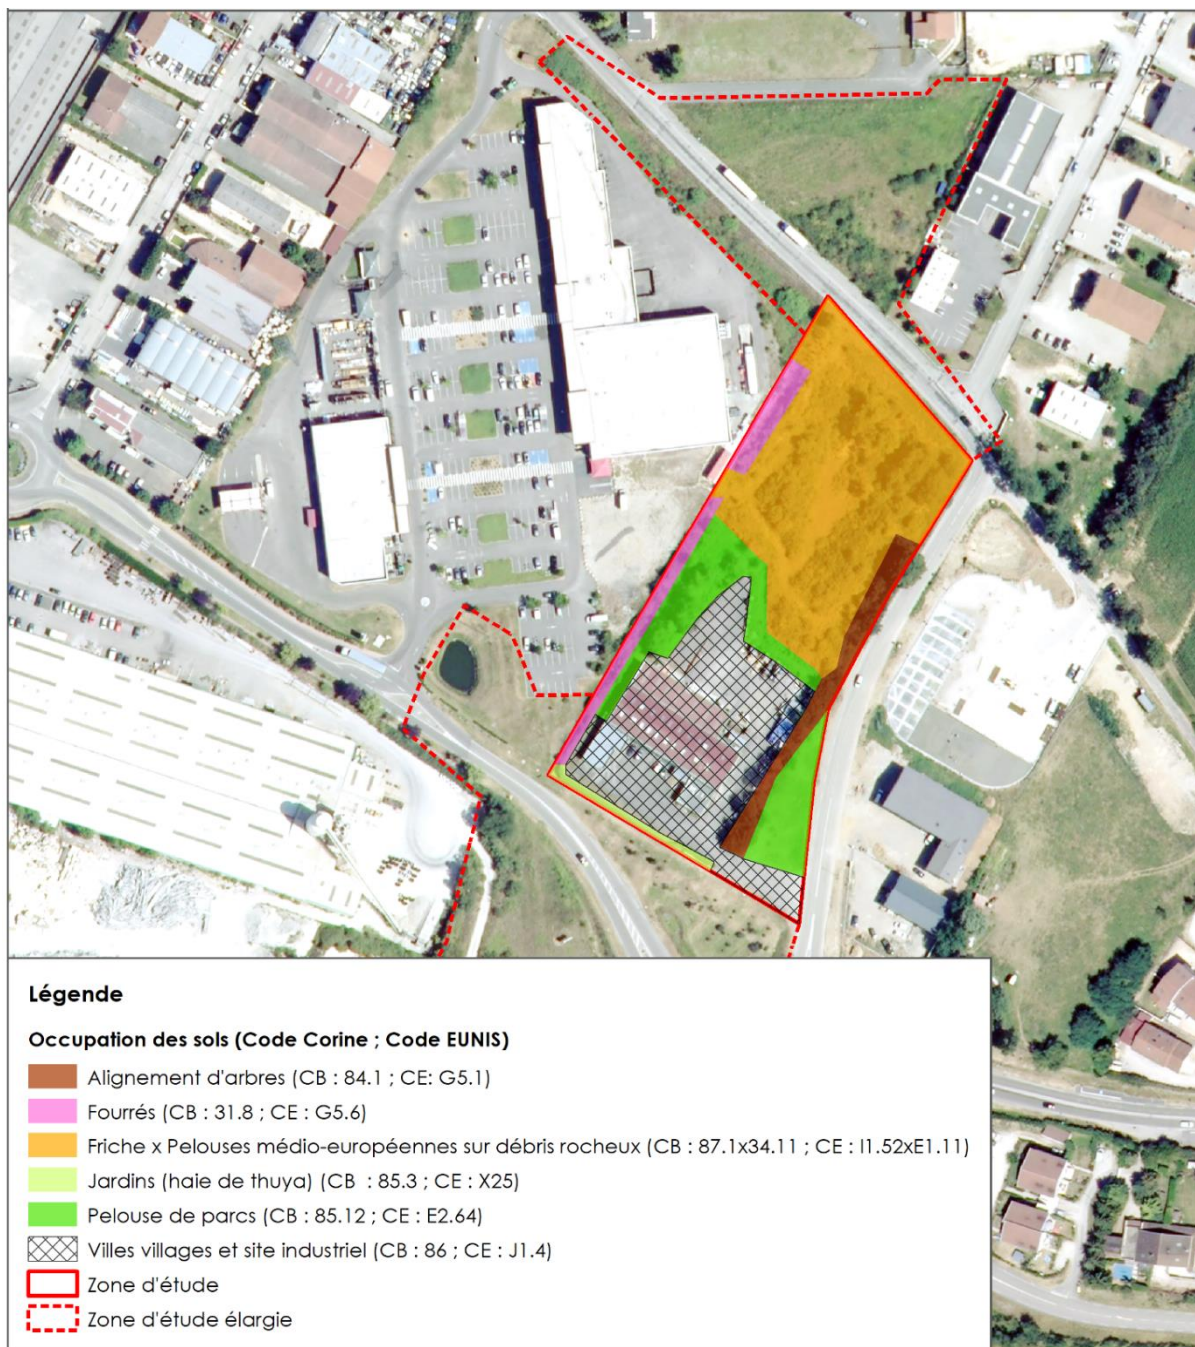 Légende
Occupation des sols (Code Corine ; Code EUNIS)
Alignement d'arbres (CB : 84.1 ; CE: G5.1)
Fourrés (CB : 31.8 ; CE : G5.6)
Friche x Pelouses médio-européennes sur débris rocheux (CB : 87.1x34.11 ; CE : I1.52xE1.11)
Jardins (haie de thuya) (CB : 85.3 ; CE : X25)
Pelouse de parcs (CB : 85.12 ; CE : E2.64)
Villes villages et site industriel (CB : 86 ; CE : J1.4)
Zone d'étude
Zone d'étude élargie